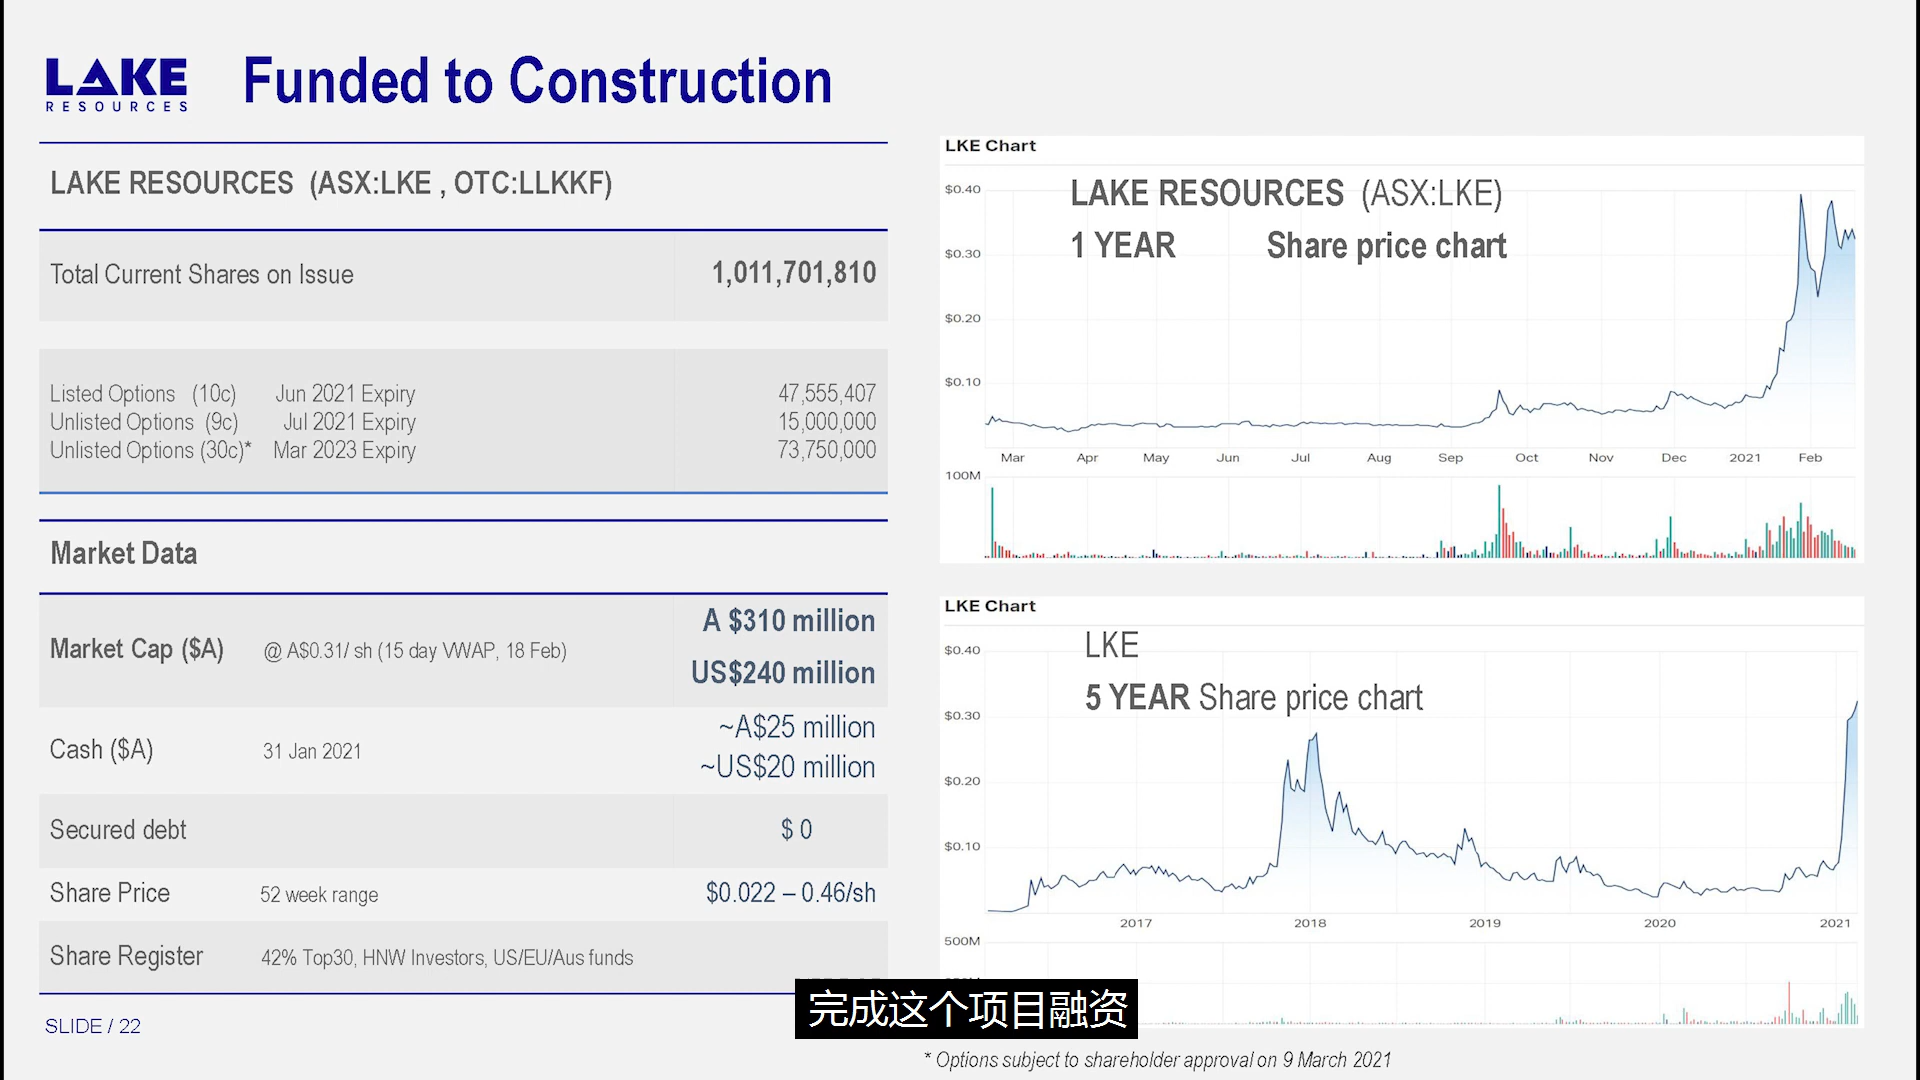 LAKE
RESOURCES
Funded to Construction
LAKE RESOURCES (ASX:LKE , OTC:LLKKF)
Total Current Shares on Issue 1,011,701,810
Listed Options (10c) Jun 2021 Expiry 47,555,407
Unlisted Options (9c) Jul 2021 Expiry 15,000,000
Unlisted Options (30c)* Mar 2023 Expiry 73,750,000
Market Data
Market Cap ($A) @ A$0.31/ sh (15 day VWAP, 18 Feb) A $310 million
US$240 million
Cash ($A) 31 Jan 2021 ~A$25 million
~US$20 million
Secured debt $ 0
Share Price 52 week range $0.022 – 0.46/sh
Share Register 42% Top30, HNW Investors, US/EU/Aus funds
SLIDE / 22
LKE Chart
LAKE RESOURCES (ASX:LKE)
1 YEAR Share price chart
$0.40
$0.30
$0.20
$0.10
Mar Apr May Jun Jul Aug Sep Oct Nov Dec 2021 Feb
100M
LKE Chart
LKE
5 YEAR Share price chart
$0.40
$0.30
$0.20
$0.10
2017 2018 2019 2020 2021
500M
完成这个项目融资
* Options subject to shareholder approval on 9 March 2021